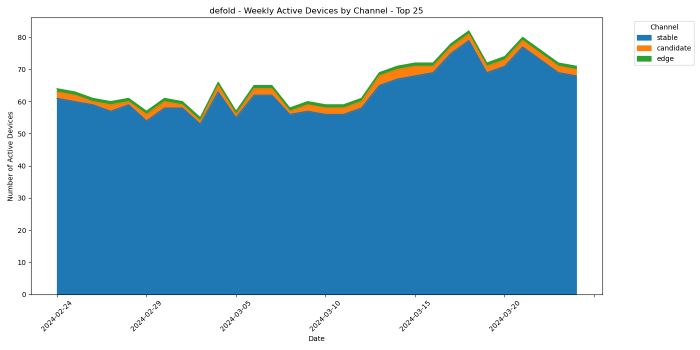 defold - Weekly Active Devices by Channel - Top 25
Number of Active Devices
80
70
60
50
40
30
20
10
0
2024-02-24
2024-02-29
2024-03-05
2024-03-10
2024-03-15
2024-03-20
Date
Channel
stable
candidate
edge